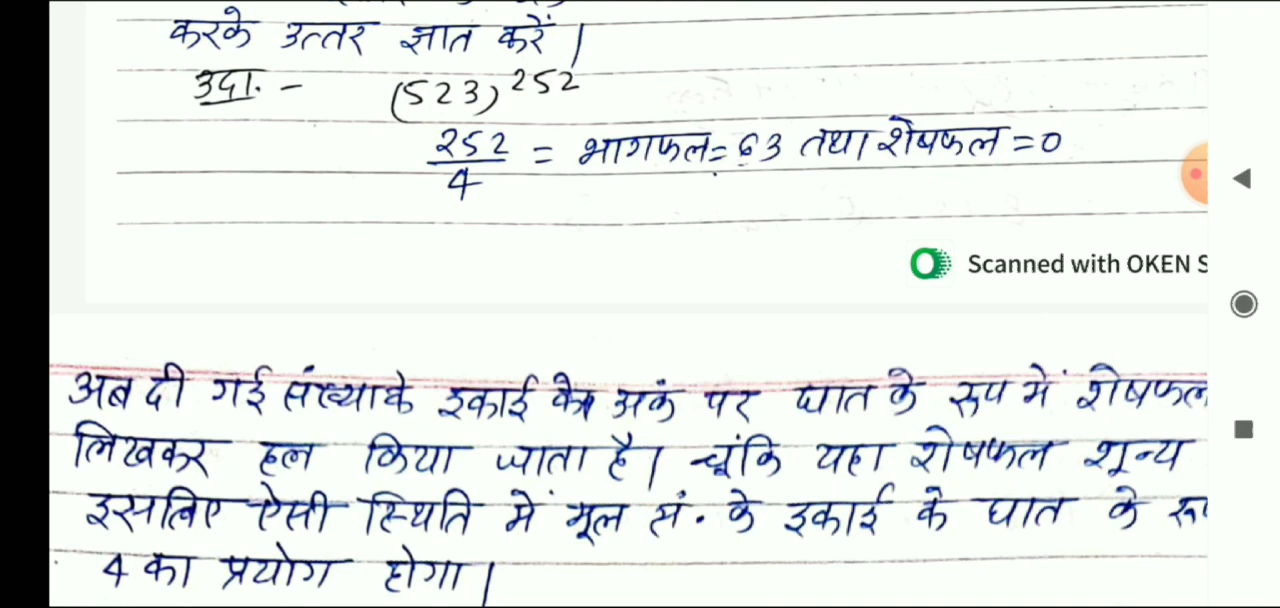 करके उत्तर ज्ञात करें |
उदा. - (523)^252
252/4 = भागफल = 63 तथा शेषफल = 0
Scanned with OKEN S
अब दी गई संख्या के इकाई के अकं पर घात के रूप में शेषफल
लिखकर हल किया जाता है | चूंकि यहा शेषफल शून्य
इसलिए ऐसी स्थिति में मूल सं. के इकाई के घात के रू
4 का प्रयोग होगा |